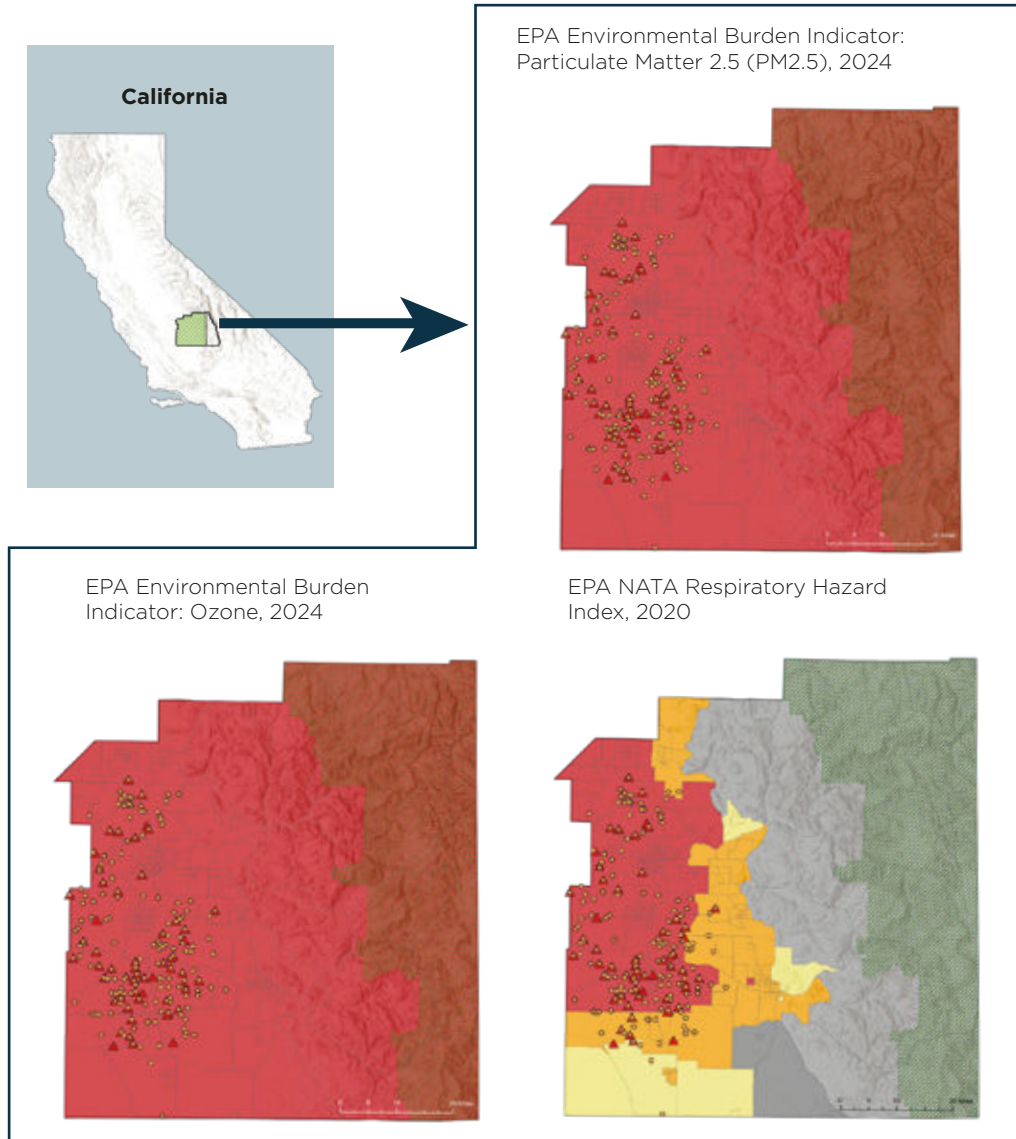 EPA Environmental Burden Indicator:
Particulate Matter 2.5 (PM2.5), 2024
California
EPA Environmental Burden
Indicator: Ozone, 2024
EPA NATA Respiratory Hazard
Index, 2020